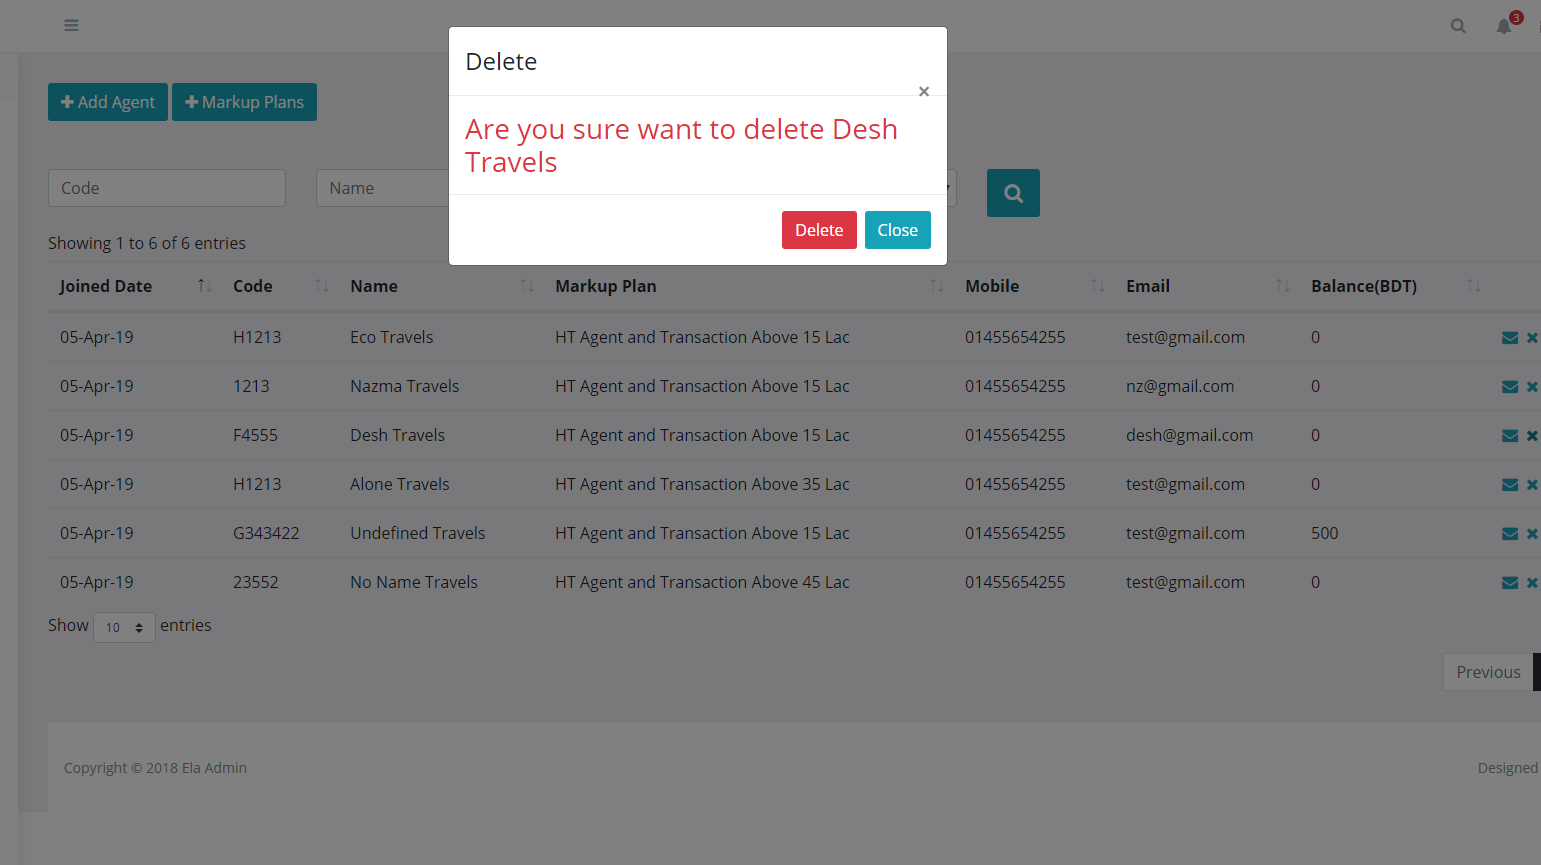 3
Delete
×
+ Add Agent + Markup Plans
Are you sure want to delete Desh
Travels
Code Name
Delete Close
Showing 1 to 6 of 6 entries
Joined Date Code Name Markup Plan Mobile Email Balance(BDT)
05-Apr-19 H1213 Eco Travels HT Agent and Transaction Above 15 Lac 01455654255 test@gmail.com 0
05-Apr-19 1213 Nazma Travels HT Agent and Transaction Above 15 Lac 01455654255 nz@gmail.com 0
05-Apr-19 F4555 Desh Travels HT Agent and Transaction Above 15 Lac 01455654255 desh@gmail.com 0
05-Apr-19 H1213 Alone Travels HT Agent and Transaction Above 35 Lac 01455654255 test@gmail.com 0
05-Apr-19 G343422 Undefined Travels HT Agent and Transaction Above 15 Lac 01455654255 test@gmail.com 500
05-Apr-19 23552 No Name Travels HT Agent and Transaction Above 45 Lac 01455654255 test@gmail.com 0
Show 10 entries
Previous
Copyright © 2018 Ela Admin Designed